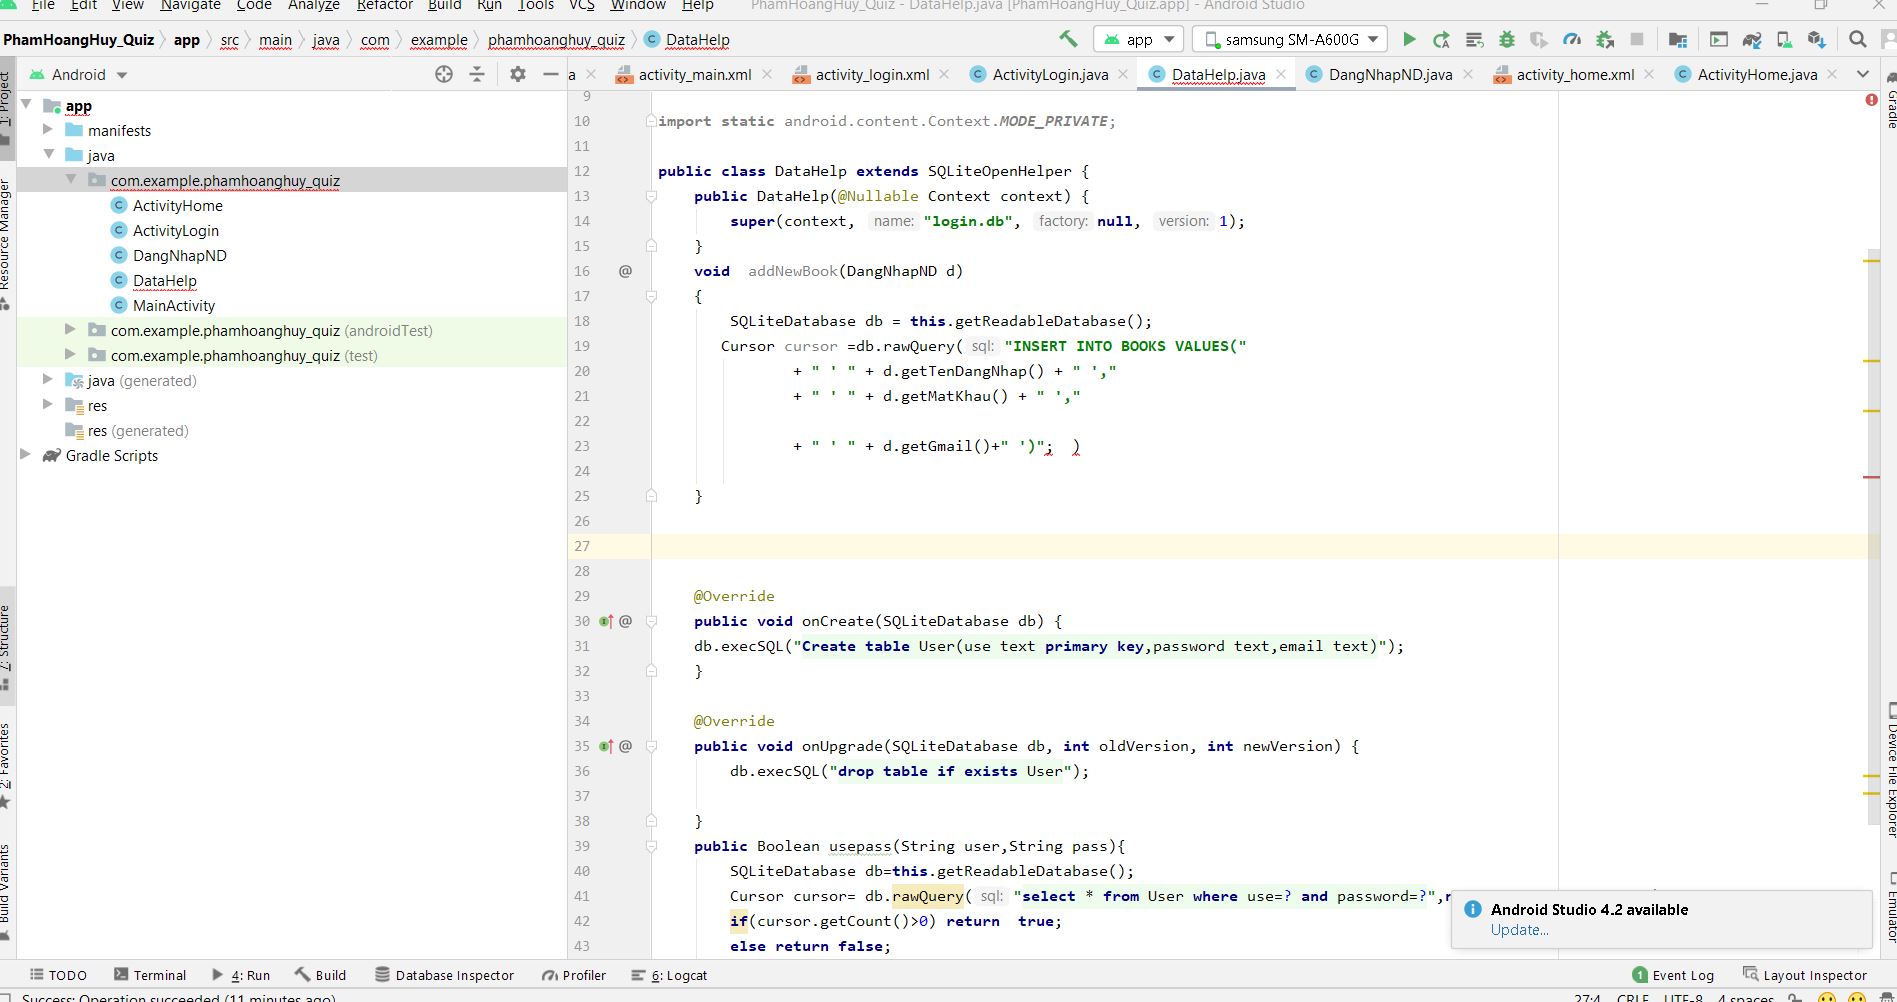 File Edit View Navigate Code Analyze Refactor Build Run Tools VCS Window Help PhamHoangHuy_Quiz - DataHelp.java [PhamHoangHuy_Quiz.app] - Android Studio
PhamHoangHuy_Quiz app src main java com example phamhoanghuy_quiz DataHelp app samsung SM-A600G
Android a activity_main.xml activity_login.xml ActivityLogin.java DataHelp.java DangNhapND.java activity_home.xml ActivityHome.java
app
manifests
java
com.example.phamhoanghuy_quiz
ActivityHome
ActivityLogin
DangNhapND
DataHelp
MainActivity
com.example.phamhoanghuy_quiz (androidTest)
com.example.phamhoanghuy_quiz (test)
java (generated)
res
res (generated)
Gradle Scripts
1: Project
Resource Manager
7: Structure
2: Favorites
Build Variants
9
10 import static android.content.Context.MODE_PRIVATE;
11
12 public class DataHelp extends SQLiteOpenHelper {
13 public DataHelp(@Nullable Context context) {
14 super(context, name: "login.db", factory: null, version: 1);
15 }
16 @ void addNewBook(DangNhapND d)
17 {
18 SQLiteDatabase db = this.getReadableDatabase();
19 Cursor cursor =db.rawQuery( sql: "INSERT INTO BOOKS VALUES("
20 + " ' " + d.getTenDangNhap() + " ',"
21 + " ' " + d.getMatKhau() + " ',"
22
23 + " ' " + d.getGmail()+" ')"; )
24
25 }
26
27
28
29 @Override
30 @ public void onCreate(SQLiteDatabase db) {
31 db.execSQL("Create table User(use text primary key,password text,email text)");
32 }
33
34 @Override
35 @ public void onUpgrade(SQLiteDatabase db, int oldVersion, int newVersion) {
36 db.execSQL("drop table if exists User");
37
38 }
39 public Boolean usepass(String user,String pass){
40 SQLiteDatabase db=this.getReadableDatabase();
41 Cursor cursor= db.rawQuery( sql: "select * from User where use=? and password=?",
42 if(cursor.getCount()>0) return true;
43 else return false;
Gradle
Device File Explorer
Emulator
Android Studio 4.2 available
Update...
TODO Terminal 4: Run Build Database Inspector Profiler 6: Logcat 1 Event Log Layout Inspector
Success: Operation succeeded (11 minutes ago) 27:4 CRLF UTF-8 4 spaces